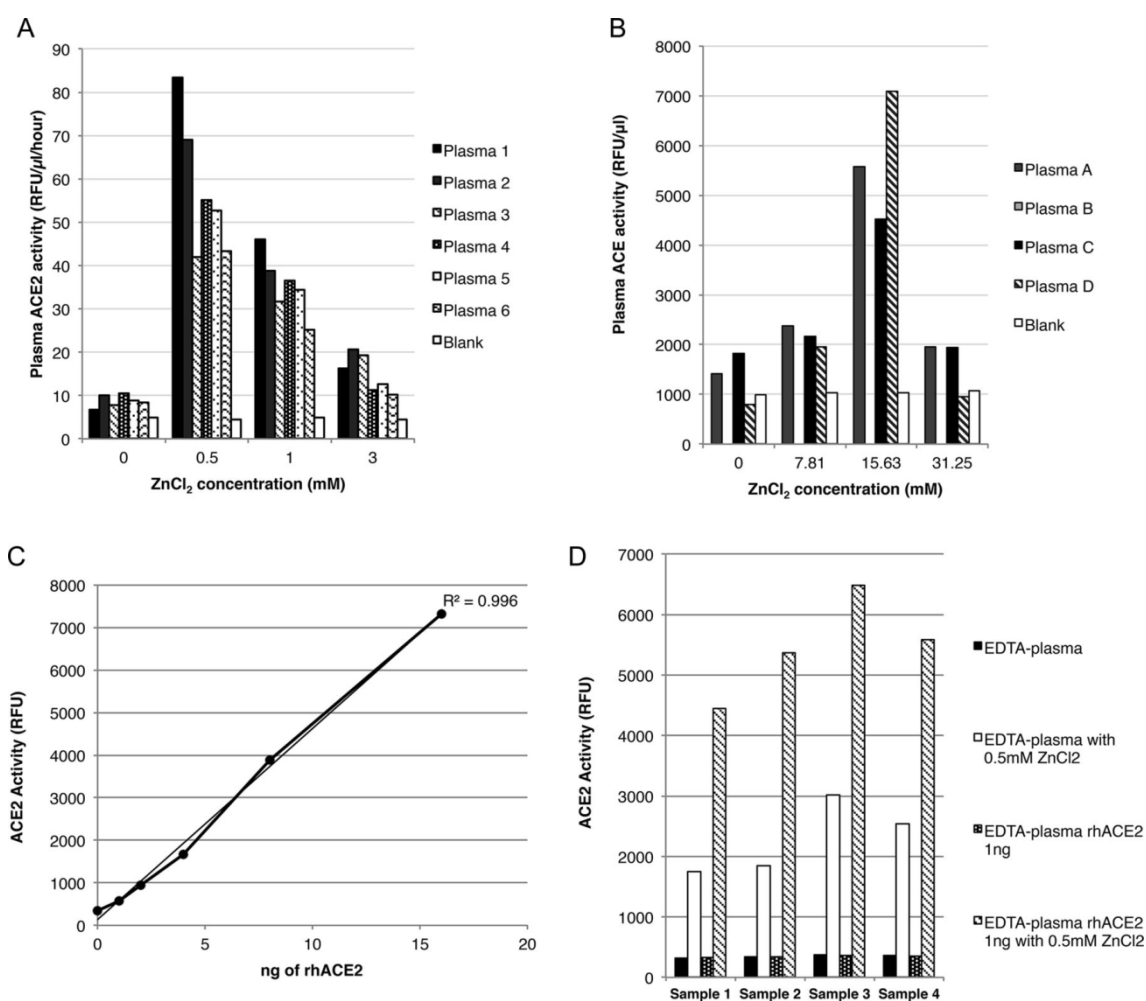 A
90
80
70
60
50
40
30
20
10
0
Plasma ACE2 activity (RFU/μl/hour)
0 0.5 1 3
ZnCl₂ concentration (mM)
Plasma 1
Plasma 2
Plasma 3
Plasma 4
Plasma 5
Plasma 6
Blank
B
8000
7000
6000
5000
4000
3000
2000
1000
0
Plasma ACE activity (RFU/μl)
0 7.81 15.63 31.25
ZnCl₂ concentration (mM)
Plasma A
Plasma B
Plasma C
Plasma D
Blank
C
8000
7000
6000
5000
4000
3000
2000
1000
0
ACE2 Activity (RFU)
R² = 0.996
0 5 10 15 20
ng of rhACE2
D
7000
6000
5000
4000
3000
2000
1000
0
ACE2 Activity (RFU)
Sample 1 Sample 2 Sample 3 Sample 4
EDTA-plasma
EDTA-plasma with
0.5mM ZnCl2
EDTA-plasma rhACE2
1ng
EDTA-plasma rhACE2
1ng with 0.5mM ZnCl2